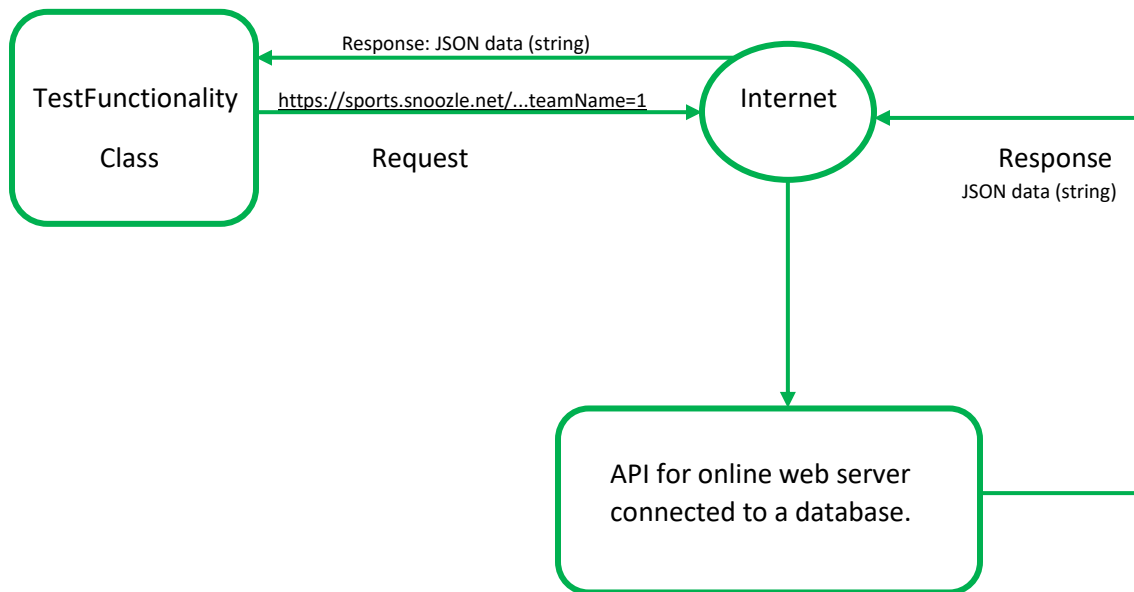 Response: JSON data (string)
TestFunctionality
Class
https://sports.snoozle.net/...teamName=1
Request
Internet
Response
JSON data (string)
API for online web server
connected to a database.